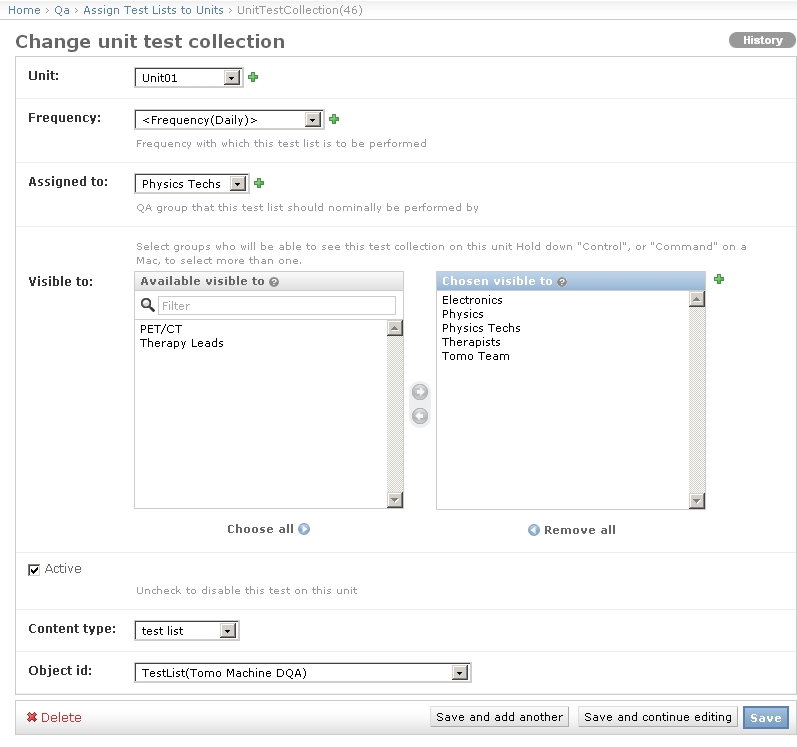 Home › Qa › Assign Test Lists to Units › UnitTestCollection(46)
Change unit test collection
History
Unit:
Unit01
Frequency:
<Frequency(Daily)>
Frequency with which this test list is to be performed
Assigned to:
Physics Techs
QA group that this test list should nominally be performed by
Select groups who will be able to see this test collection on this unit Hold down "Control", or "Command" on a
Mac, to select more than one.
Visible to:
Available visible to ?
Filter
PET/CT
Therapy Leads
Choose all
Chosen visible to ?
Electronics
Physics
Physics Techs
Therapists
Tomo Team
Remove all
Active
Uncheck to disable this test on this unit
Content type:
test list
Object id:
TestList(Tomo Machine DQA)
Delete
Save and add another
Save and continue editing
Save